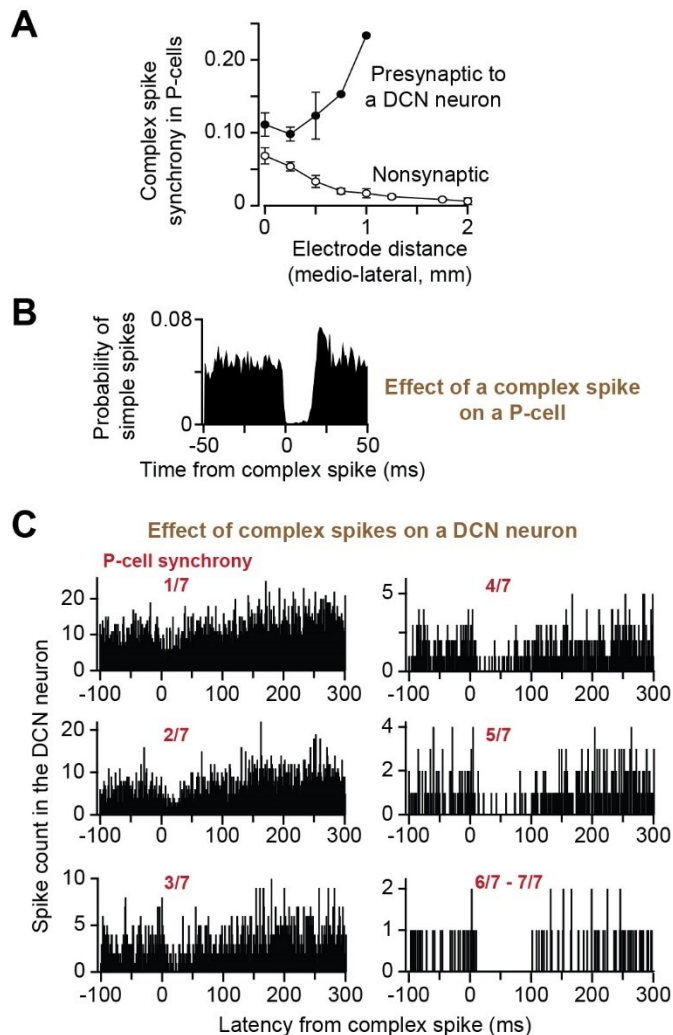 A
Complex spike
synchrony in P-cells
0.20
0.10
0
Presynaptic to
a DCN neuron
Nonsynaptic
0 1 2
Electrode distance
(medio-lateral, mm)
B
Probability of
simple spikes
0.08
0
-50 0 50
Time from complex spike (ms)
Effect of a complex spike
on a P-cell
C
Effect of complex spikes on a DCN neuron
P-cell synchrony
Spike count in the DCN neuron
1/7
20
10
0
-100 0 100 200 300
4/7
5
0
-100 0 100 200 300
2/7
20
10
0
-100 0 100 200 300
5/7
4
2
0
-100 0 100 200 300
3/7
10
5
0
-100 0 100 200 300
6/7 - 7/7
2
1
0
-100 0 100 200 300
Latency from complex spike (ms)